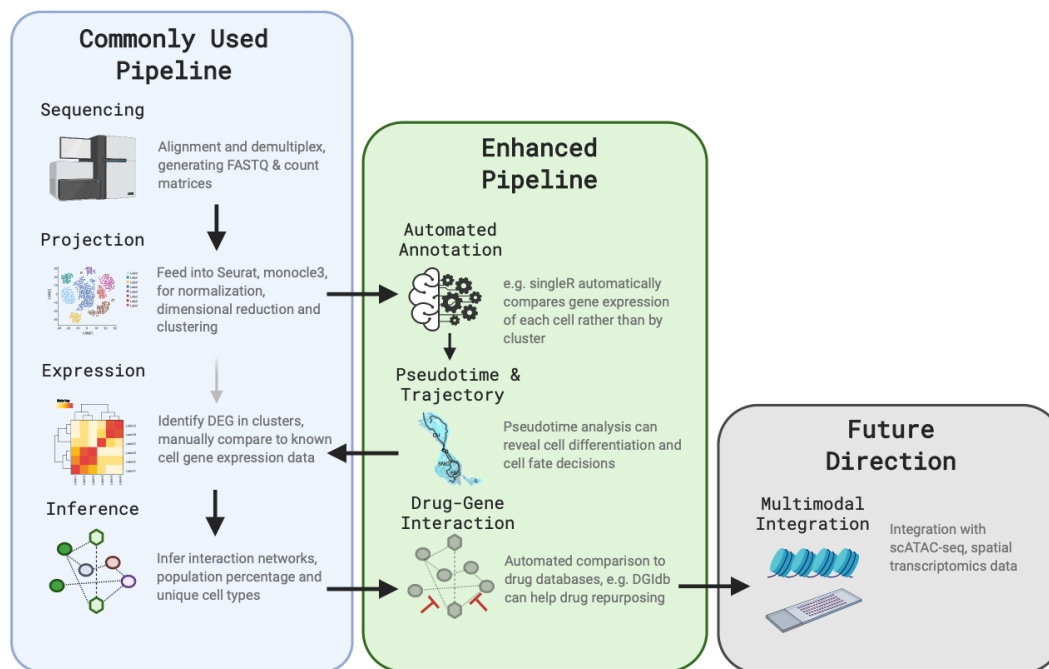 Commonly Used
Pipeline
Sequencing
Alignment and demultiplex,
generating FASTQ & count
matrices
Projection
Feed into Seurat, monocle3,
for normalization,
dimensional reduction and
clustering
Expression
Identify DEG in clusters,
manually compare to known
cell gene expression data
Inference
Infer interaction networks,
population percentage and
unique cell types
Enhanced
Pipeline
Automated
Annotation
e.g. singleR automatically
compares gene expression
of each cell rather than by
cluster
Pseudotime &
Trajectory
Pseudotime analysis can
reveal cell differentiation and
cell fate decisions
Drug-Gene
Interaction
Automated comparison to
drug databases, e.g. DGIdb
can help drug repurposing
Future
Direction
Multimodal
Integration
Integration with
scATAC-seq, spatial
transcriptomics data